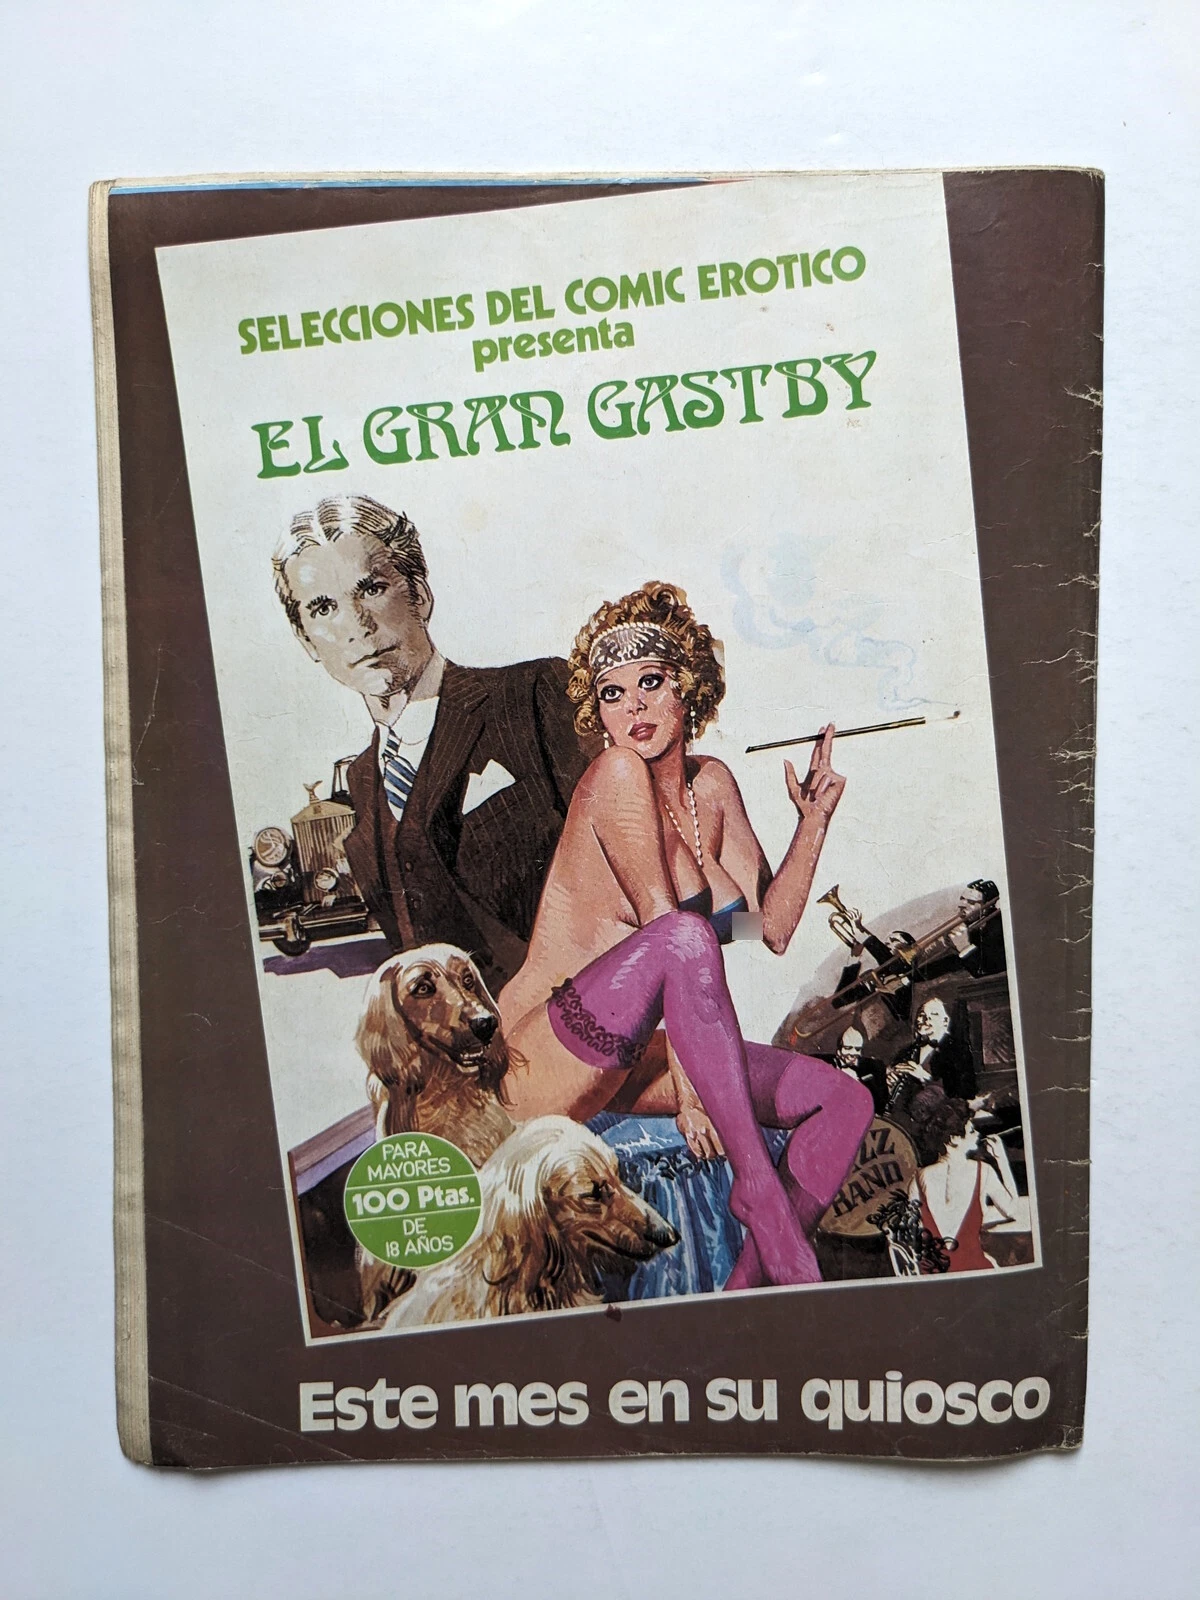 SELECCIONES DEL COMIC EROTICO
presenta
EL GRAN GASTBY
PARA
MAYORES
100 Ptas.
DE
18 AÑOS
BAND
Este mes en su quiosco